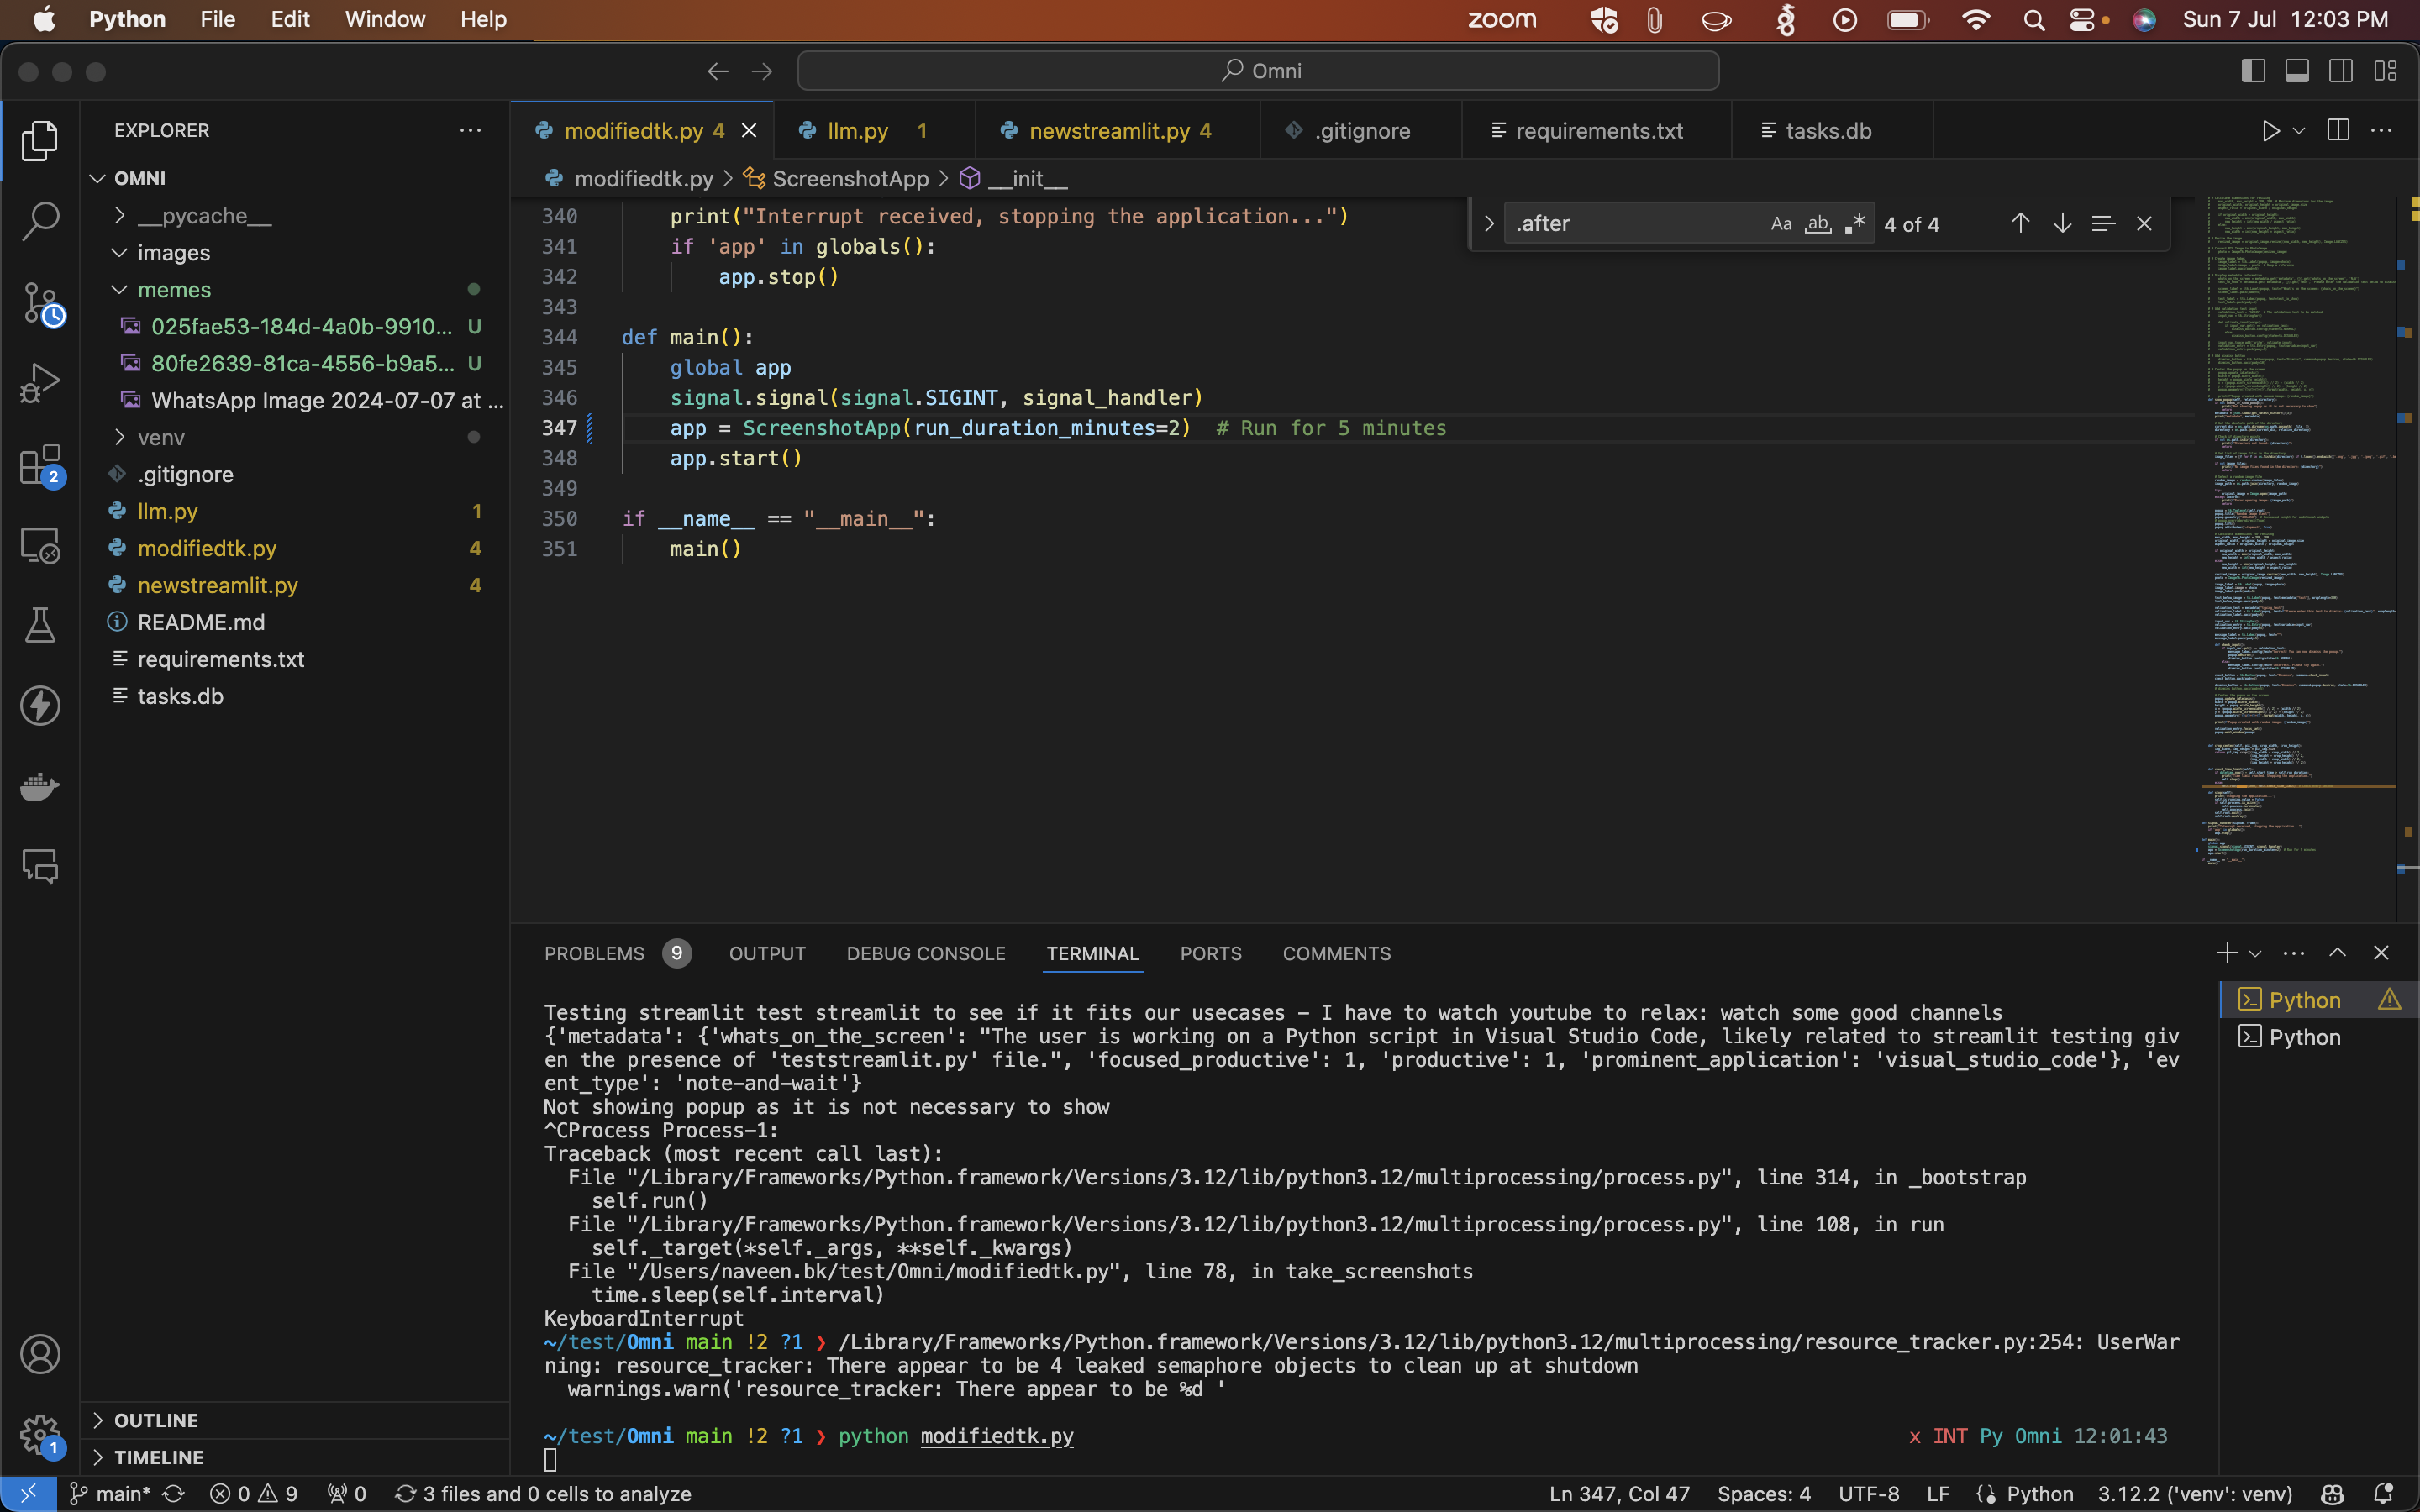 Python File Edit Window Help zoom Sun 7 Jul 12:03 PM
Omni
EXPLORER
OMNI
__pycache__
images
memes
025fae53-184d-4a0b-9910... U
80fe2639-81ca-4556-b9a5... U
WhatsApp Image 2024-07-07 at ...
venv
.gitignore
llm.py 1
modifiedtk.py 4
newstreamlit.py 4
README.md
requirements.txt
tasks.db
OUTLINE
TIMELINE
modifiedtk.py 4 llm.py 1 newstreamlit.py 4 .gitignore requirements.txt tasks.db
modifiedtk.py > ScreenshotApp > __init__
.after Aa ab .* 4 of 4
340 print("Interrupt received, stopping the application...")
341 if 'app' in globals():
342 app.stop()
343
344 def main():
345 global app
346 signal.signal(signal.SIGINT, signal_handler)
347 app = ScreenshotApp(run_duration_minutes=2)  # Run for 5 minutes
348 app.start()
349
350 if __name__ == "__main__":
351 main()
PROBLEMS 9 OUTPUT DEBUG CONSOLE TERMINAL PORTS COMMENTS
Python
Python
Testing streamlit test streamlit to see if it fits our usecases - I have to watch youtube to relax: watch some good channels
{'metadata': {'whats_on_the_screen': "The user is working on a Python script in Visual Studio Code, likely related to streamlit testing giv
en the presence of 'teststreamlit.py' file.", 'focused_productive': 1, 'productive': 1, 'prominent_application': 'visual_studio_code'}, 'ev
ent_type': 'note-and-wait'}
Not showing popup as it is not necessary to show
^CProcess Process-1:
Traceback (most recent call last):
File "/Library/Frameworks/Python.framework/Versions/3.12/lib/python3.12/multiprocessing/process.py", line 314, in _bootstrap
self.run()
File "/Library/Frameworks/Python.framework/Versions/3.12/lib/python3.12/multiprocessing/process.py", line 108, in run
self._target(*self._args, **self._kwargs)
File "/Users/naveen.bk/test/Omni/modifiedtk.py", line 78, in take_screenshots
time.sleep(self.interval)
KeyboardInterrupt
~/test/Omni main !2 ?1 ❯ /Library/Frameworks/Python.framework/Versions/3.12/lib/python3.12/multiprocessing/resource_tracker.py:254: UserWar
ning: resource_tracker: There appear to be 4 leaked semaphore objects to clean up at shutdown
warnings.warn('resource_tracker: There appear to be %d '
~/test/Omni main !2 ?1 ❯ python modifiedtk.py x INT Py Omni 12:01:43
2
1
main* 0 9 0 3 files and 0 cells to analyze Ln 347, Col 47 Spaces: 4 UTF-8 LF Python 3.12.2 ('venv': venv)